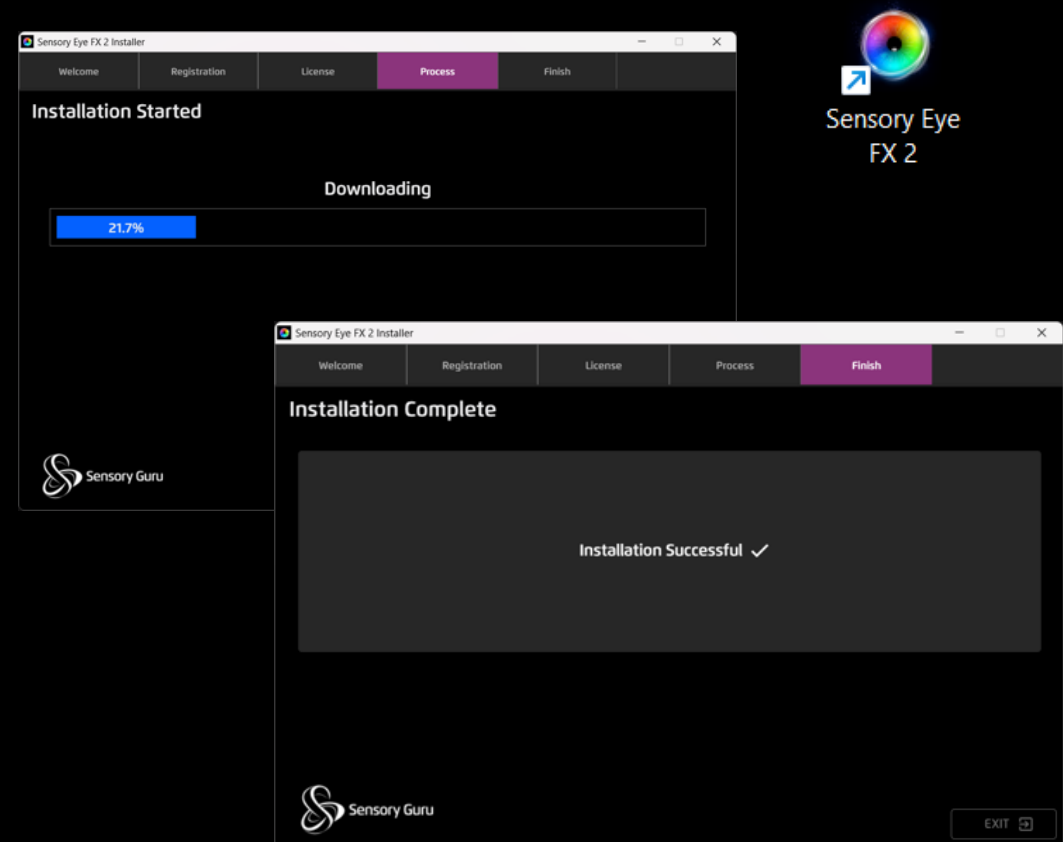 Sensory Eye FX 2 Installer
Welcome
Registration
License
Process
Finish
Installation Started
Downloading
21.7%
Sensory Guru
Sensory Eye
FX 2
Sensory Eye FX 2 Installer
Welcome
Registration
License
Process
Finish
Installation Complete
Installation Successful
Sensory Guru
EXIT